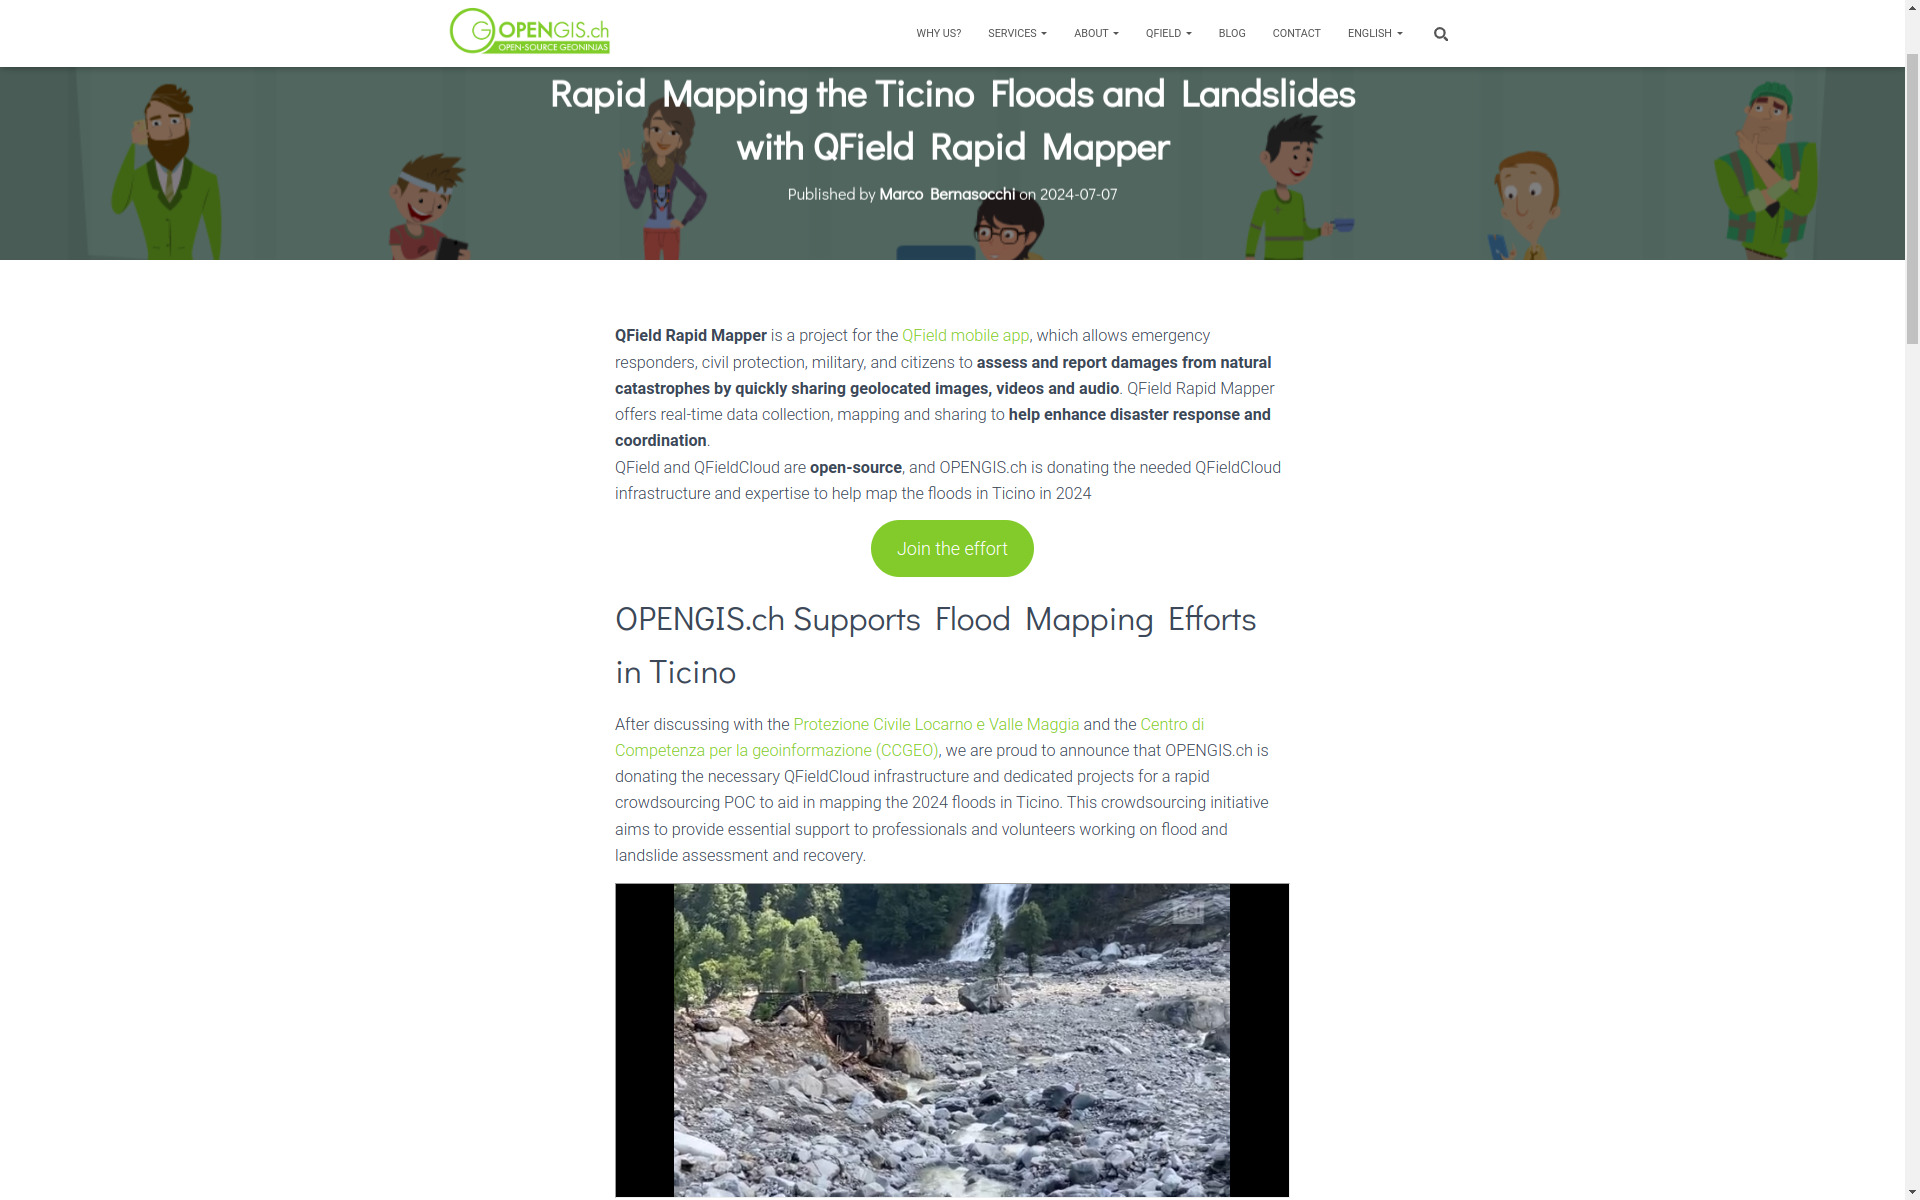 OPENGIS.ch
OPEN-SOURCE GEONINJAS
WHY US? SERVICES ABOUT QFIELD BLOG CONTACT ENGLISH
Rapid Mapping the Ticino Floods and Landslides
with QField Rapid Mapper
Published by Marco Bernasocchi on 2024-07-07
QField Rapid Mapper is a project for the QField mobile app, which allows emergency
responders, civil protection, military, and citizens to assess and report damages from natural
catastrophes by quickly sharing geolocated images, videos and audio. QField Rapid Mapper
offers real-time data collection, mapping and sharing to help enhance disaster response and
coordination.
QField and QFieldCloud are open-source, and OPENGIS.ch is donating the needed QFieldCloud
infrastructure and expertise to help map the floods in Ticino in 2024
Join the effort
OPENGIS.ch Supports Flood Mapping Efforts
in Ticino
After discussing with the Protezione Civile Locarno e Valle Maggia and the Centro di
Competenza per la geoinformazione (CCGEO), we are proud to announce that OPENGIS.ch is
donating the necessary QFieldCloud infrastructure and dedicated projects for a rapid
crowdsourcing POC to aid in mapping the 2024 floods in Ticino. This crowdsourcing initiative
aims to provide essential support to professionals and volunteers working on flood and
landslide assessment and recovery.
RSI